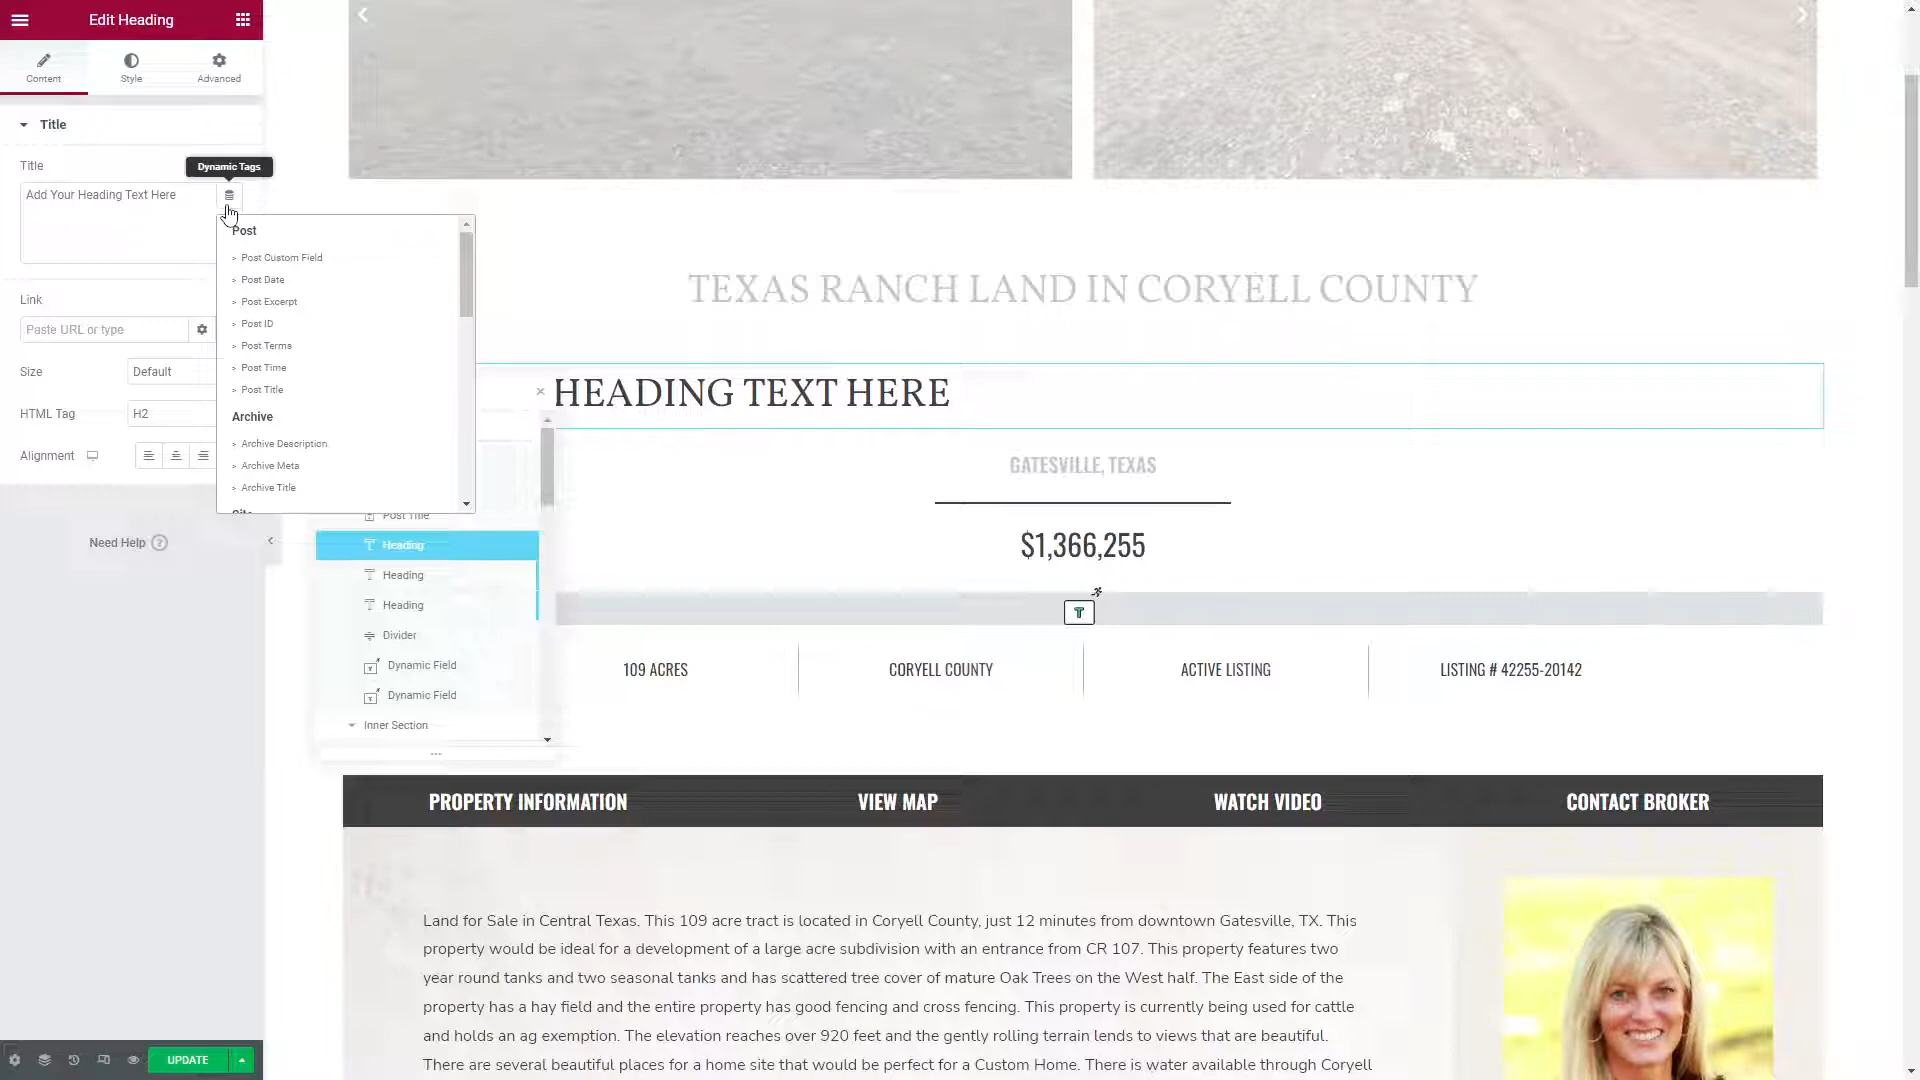 Edit Heading
Content
Style
Advanced
Title
Title
Dynamic Tags
Add Your Heading Text Here
Post
Post Custom Field
Post Date
Post Excerpt
Post ID
Post Terms
Post Time
Post Title
Archive
Archive Description
Archive Meta
Archive Title
Link
Paste URL or type
Size
Default
HTML Tag
H2
Alignment
Need Help
Post Title
Heading
Heading
Heading
Divider
Dynamic Field
Dynamic Field
Inner Section
UPDATE
TEXAS RANCH LAND IN CORYELL COUNTY
HEADING TEXT HERE
GATESVILLE, TEXAS
$1,366,255
109 ACRES
CORYELL COUNTY
ACTIVE LISTING
LISTING # 42255-20142
PROPERTY INFORMATION
VIEW MAP
WATCH VIDEO
CONTACT BROKER
Land for Sale in Central Texas. This 109 acre tract is located in Coryell County, just 12 minutes from downtown Gatesville, TX. This
property would be ideal for a development of a large acre subdivision with an entrance from CR 107. This property features two
year round tanks and two seasonal tanks and has scattered tree cover of mature Oak Trees on the West half. The East side of the
property has a hay field and the entire property has good fencing and cross fencing. This property is currently being used for cattle
and holds an ag exemption. The elevation reaches over 920 feet and the gently rolling terrain lends to views that are beautiful.
There are several beautiful places for a home site that would be perfect for a Custom Home. There is water available through Coryell